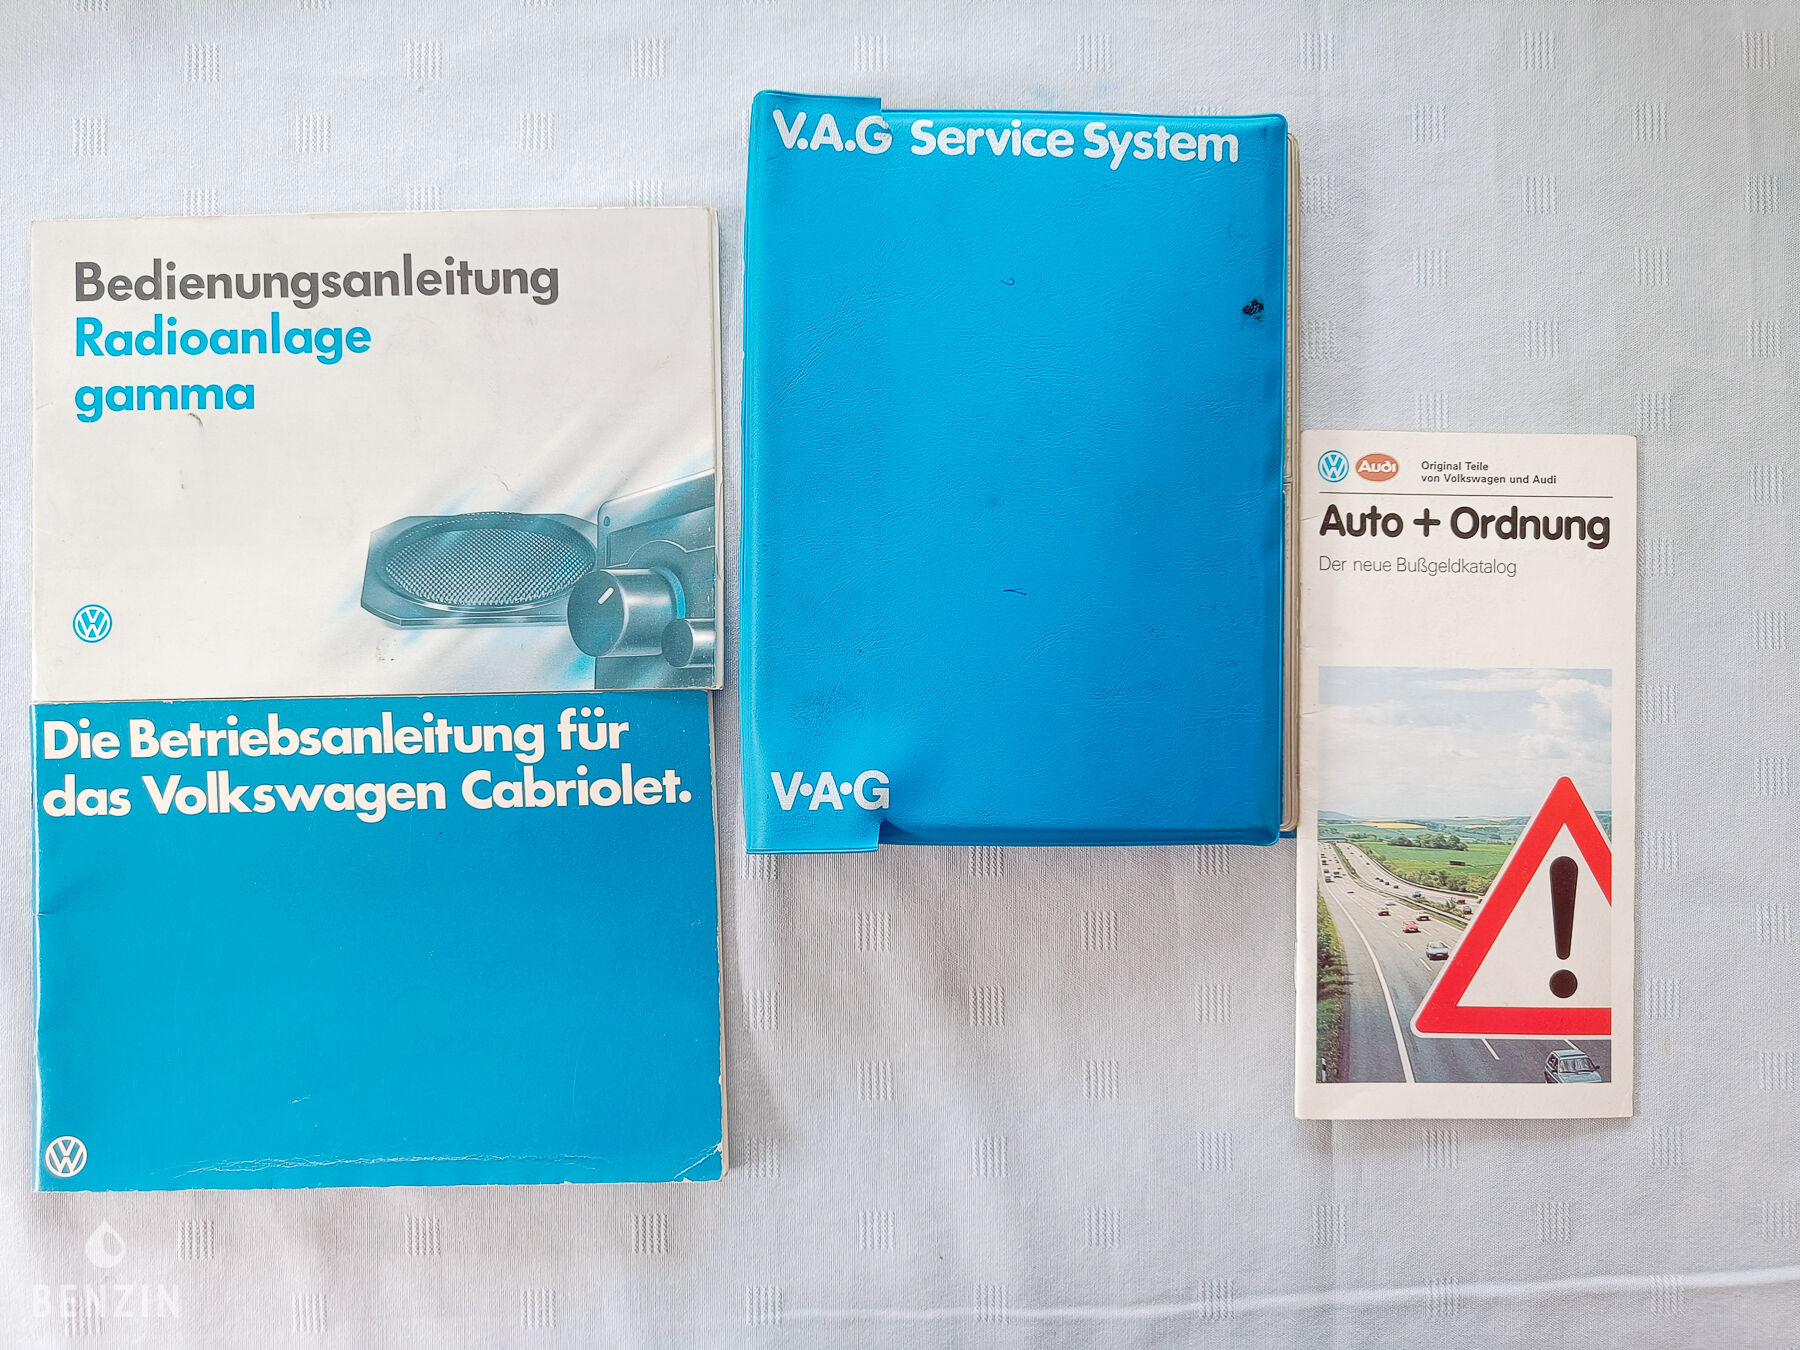 Bedienungsanleitung
Radioanlage
gamma
Die Betriebsanleitung für
das Volkswagen Cabriolet.
V.A.G Service System
V•A•G
Audi
Original Teile
von Volkswagen und Audi
Auto + Ordnung
Der neue Bußgeldkatalog
BENZIN